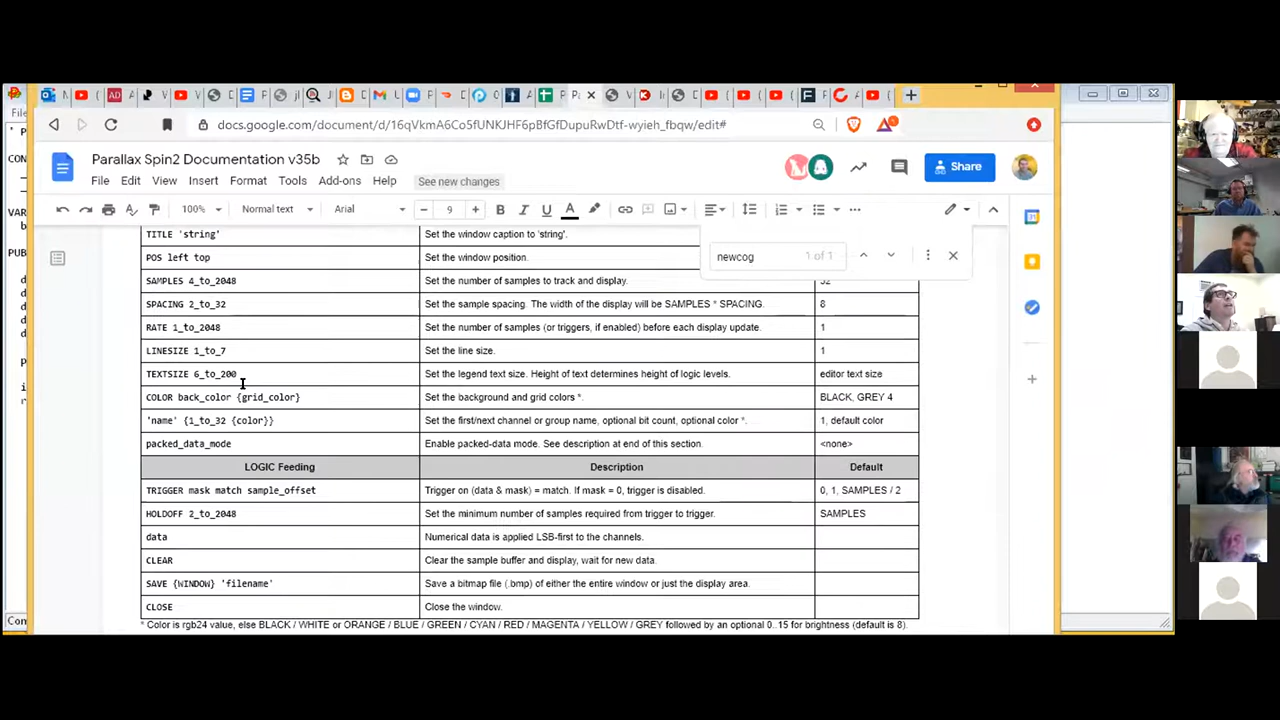 docs.google.com/document/d/16qVkmA6Co5fUNKJHF6pBfGfDupuRwDtf-wyieh_fbqw/edit#
Parallax Spin2 Documentation v35b
File Edit View Insert Format Tools Add-ons Help See new changes
Share
100% Normal text Arial 9
newcog 1 of 1
TITLE 'string' Set the window caption to 'string'.
POS left top Set the window position.
SAMPLES 4_to_2048 Set the number of samples to track and display. 32
SPACING 2_to_32 Set the sample spacing. The width of the display will be SAMPLES * SPACING. 8
RATE 1_to_2048 Set the number of samples (or triggers, if enabled) before each display update. 1
LINESIZE 1_to_7 Set the line size. 1
TEXTSIZE 6_to_200 Set the legend text size. Height of text determines height of logic levels. editor text size
COLOR back_color {grid_color} Set the background and grid colors *. BLACK, GREY 4
'name' {1_to_32 {color}} Set the first/next channel or group name, optional bit count, optional color *. 1, default color
packed_data_mode Enable packed-data mode. See description at end of this section. <none>
LOGIC Feeding Description Default
TRIGGER mask match sample_offset Trigger on (data & mask) = match. If mask = 0, trigger is disabled. 0, 1, SAMPLES / 2
HOLDOFF 2_to_2048 Set the minimum number of samples required from trigger to trigger. SAMPLES
data Numerical data is applied LSB-first to the channels.
CLEAR Clear the sample buffer and display, wait for new data.
SAVE {WINDOW} 'filename' Save a bitmap file (.bmp) of either the entire window or just the display area.
CLOSE Close the window.
* Color is rgb24 value, else BLACK / WHITE or ORANGE / BLUE / GREEN / CYAN / RED / MAGENTA / YELLOW / GREY followed by an optional 0..15 for brightness (default is 8).